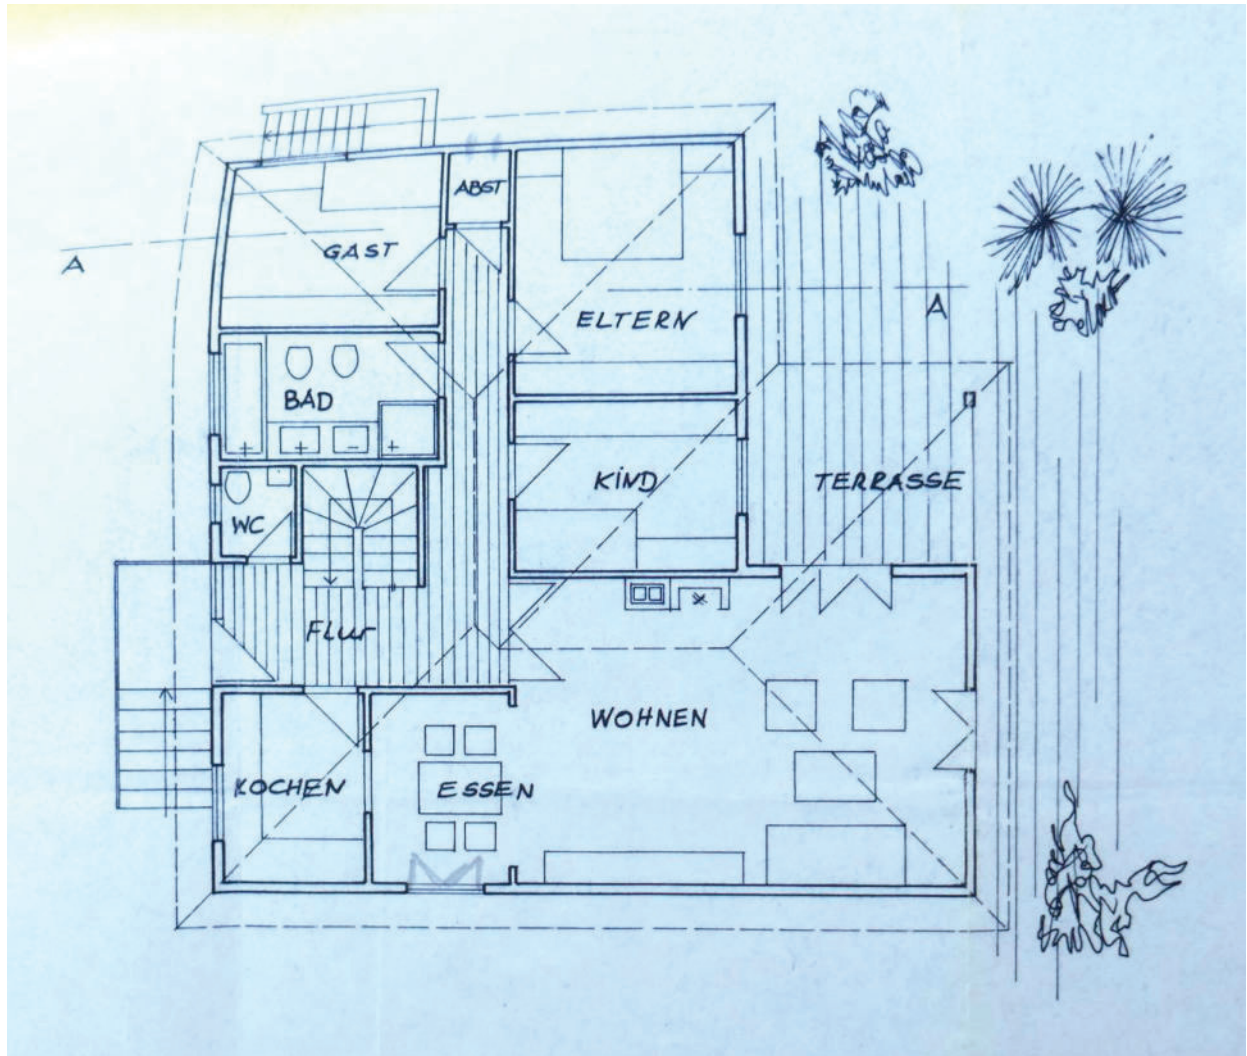 ABST
GAST
A
ELTERN
A
BAD
KIND
TERRASSE
WC
Flur
WOHNEN
KOCHEN
ESSEN